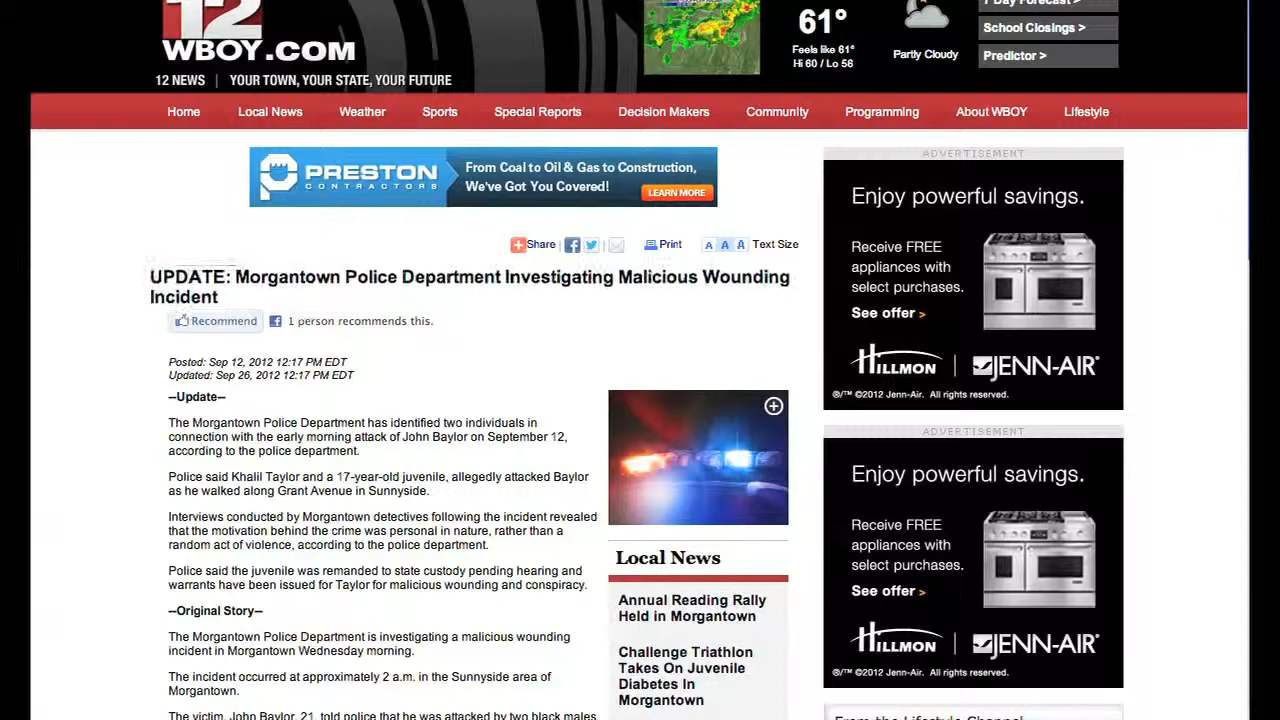 12
WBOY.COM
12 NEWS | YOUR TOWN, YOUR STATE, YOUR FUTURE
61°
Feels like 61°
Hi 60 / Lo 56
Partly Cloudy
School Closings >
Predictor >
Home Local News Weather Sports Special Reports Decision Makers Community Programming About WBOY Lifestyle
PRESTON
CONTRACTORS
From Coal to Oil & Gas to Construction,
We've Got You Covered!
LEARN MORE
Share Print A A A Text Size
UPDATE: Morgantown Police Department Investigating Malicious Wounding
Incident
Recommend 1 person recommends this.
Posted: Sep 12, 2012 12:17 PM EDT
Updated: Sep 26, 2012 12:17 PM EDT
--Update--
The Morgantown Police Department has identified two individuals in
connection with the early morning attack of John Baylor on September 12,
according to the police department.
Police said Khalil Taylor and a 17-year-old juvenile, allegedly attacked Baylor
as he walked along Grant Avenue in Sunnyside.
Interviews conducted by Morgantown detectives following the incident revealed
that the motivation behind the crime was personal in nature, rather than a
random act of violence, according to the police department.
Police said the juvenile was remanded to state custody pending hearing and
warrants have been issued for Taylor for malicious wounding and conspiracy.
--Original Story--
The Morgantown Police Department is investigating a malicious wounding
incident in Morgantown Wednesday morning.
The incident occurred at approximately 2 a.m. in the Sunnyside area of
Morgantown.
The victim, John Baylor, 21, told police that he was attacked by two black males
Local News
Annual Reading Rally
Held in Morgantown
Challenge Triathlon
Takes On Juvenile
Diabetes In
Morgantown
ADVERTISEMENT
Enjoy powerful savings.
Receive FREE
appliances with
select purchases.
See offer >
HILLMON | JENN-AIR®
®/™ ©2012 Jenn-Air. All rights reserved.
ADVERTISEMENT
Enjoy powerful savings.
Receive FREE
appliances with
select purchases.
See offer >
HILLMON | JENN-AIR®
®/™ ©2012 Jenn-Air. All rights reserved.
From the Lifestyle Channel